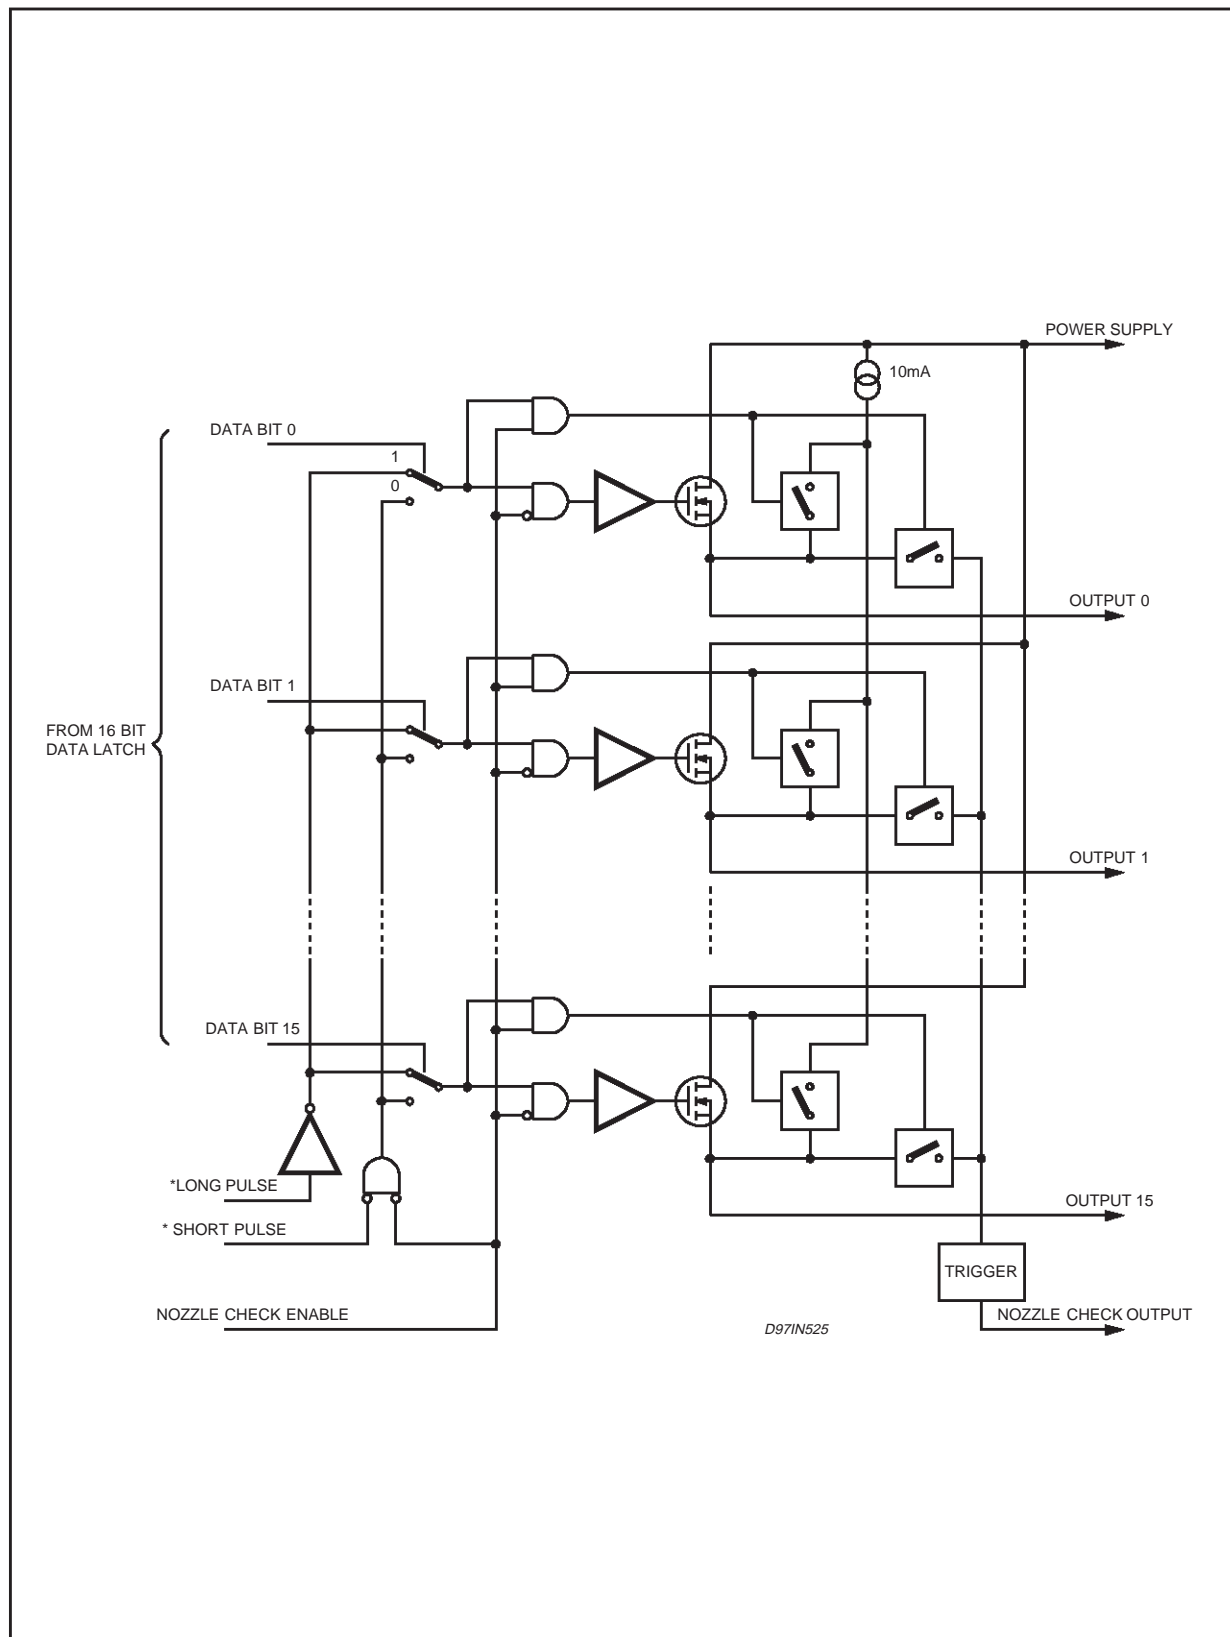 POWER SUPPLY
10mA
DATA BIT 0
1
0
OUTPUT 0
DATA BIT 1
FROM 16 BIT
DATA LATCH
OUTPUT 1
DATA BIT 15
*LONG PULSE
* SHORT PULSE
OUTPUT 15
TRIGGER
NOZZLE CHECK ENABLE
D97IN525
NOZZLE CHECK OUTPUT